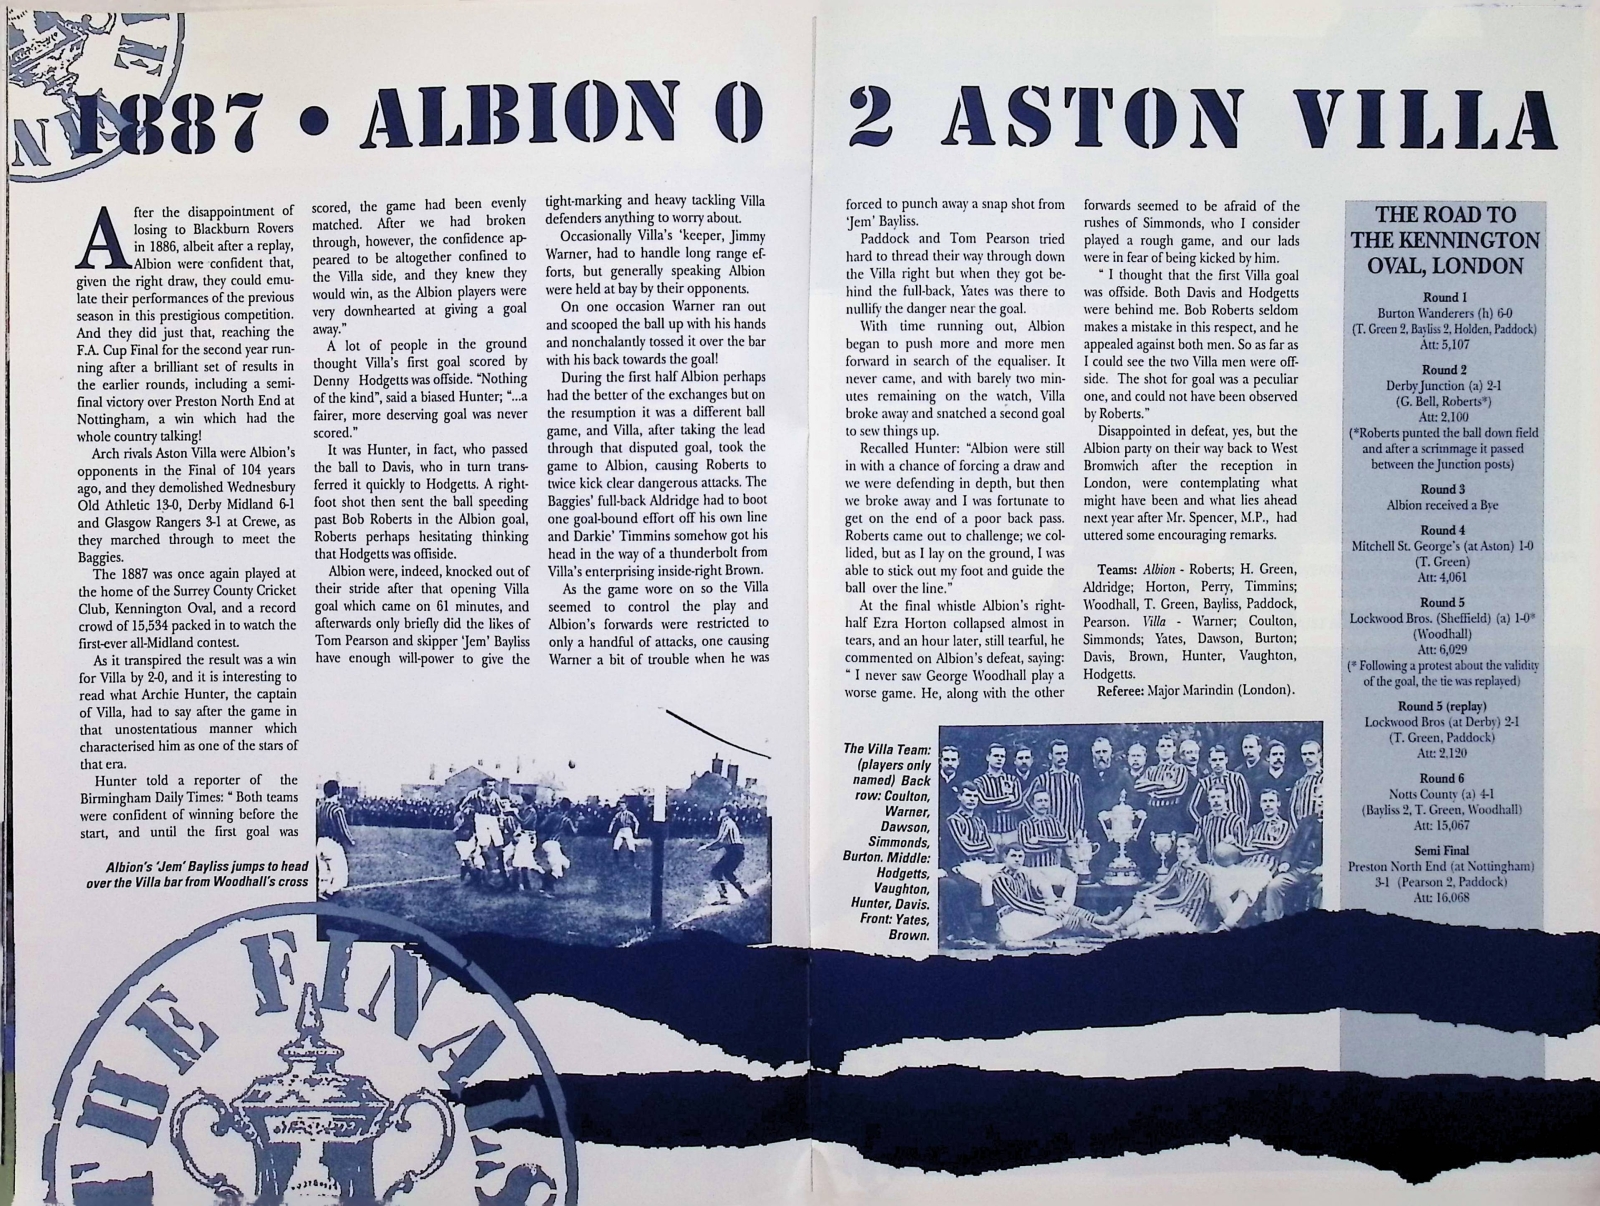 1887 • ALBION 0
2 ASTON VILLA
After the disappointment of
losing to Blackburn Rovers
in 1886, albeit after a replay,
Albion were confident that,
given the right draw, they could emu-
late their performances of the previous
season in this prestigious competition.
And they did just that, reaching the
F.A. Cup Final for the second year run-
ning after a brilliant set of results in
the earlier rounds, including a semi-
final victory over Preston North End at
Nottingham, a win which had the
whole country talking!
Arch rivals Aston Villa were Albion's
opponents in the Final of 104 years
ago, and they demolished Wednesbury
Old Athletic 13-0, Derby Midland 6-1
and Glasgow Rangers 3-1 at Crewe, as
they marched through to meet the
Baggies.
The 1887 was once again played at
the home of the Surrey County Cricket
Club, Kennington Oval, and a record
crowd of 15,534 packed in to watch the
first-ever all-Midland contest.
As it transpired the result was a win
for Villa by 2-0, and it is interesting to
read what Archie Hunter, the captain
of Villa, had to say after the game in
that unostentatious manner which
characterised him as one of the stars of
that era.
Hunter told a reporter of the
Birmingham Daily Times: “ Both teams
were confident of winning before the
start, and until the first goal was
scored, the game had been evenly
matched. After we had broken
through, however, the confidence ap-
peared to be altogether confined to
the Villa side, and they knew they
would win, as the Albion players were
very downhearted at giving a goal
away."
A lot of people in the ground
thought Villa's first goal scored by
Denny Hodgetts was offside. “Nothing
of the kind”, said a biased Hunter; “...a
fairer, more deserving goal was never
scored.”
It was Hunter, in fact, who passed
the ball to Davis, who in turn trans-
ferred it quickly to Hodgetts. A right-
foot shot then sent the ball speeding
past Bob Roberts in the Albion goal,
Roberts perhaps hesitating thinking
that Hodgetts was offiside.
Albion were, indeed, knocked out of
their stride after that opening Villa
goal which came on 61 minutes, and
afterwards only briefly did the likes of
Tom Pearson and skipper 'Jem' Bayliss
have enough will-power to give the
tight-marking and heavy tackling Villa
defenders anything to worry about.
Occasionally Villa's 'keeper, Jimmy
Warner, had to handle long range ef-
forts, but generally speaking Albion
were held at bay by their opponents.
On one occasion Warner ran out
and scooped the ball up with his hands
and nonchalantly tossed it over the bar
with his back towards the goal!
During the first half Albion perhaps
had the better of the exchanges but on
the resumption it was a different ball
game, and Villa, after taking the lead
through that disputed goal, took the
game to Albion, causing Roberts to
twice kick clear dangerous attacks. The
Baggies' full-back Aldridge had to boot
one goal-bound effort off his own line
and Darkie' Timmins somehow got his
head in the way of a thunderbolt from
Villa's enterprising inside-right Brown.
As the game wore on so the Villa
seemed to control the play and
Albion's forwards were restricted to
only a handful of attacks, one causing
Warner a bit of trouble when he was
forced to punch away a snap shot from
'Jem' Bayliss.
Paddock and Tom Pearson tried
hard to thread their way through down
the Villa right but when they got be-
hind the full-back, Yates was there to
nullify the danger near the goal.
With time running out, Albion
began to push more and more men
forward in search of the equaliser. It
never came, and with barely two min-
utes remaining on the watch, Villa
broke away and snatched a second goal
to sew things up.
Recalled Hunter: “Albion were still
in with a chance of forcing a draw and
we were defending in depth, but then
we broke away and I was fortunate to
get on the end of a poor back pass.
Roberts came out to challenge; we col-
lided, but as I lay on the ground, I was
able to stick out my foot and guide the
ball over the line.”
At the final whistle Albion's right-
half Ezra Horton collapsed almost in
tears, and an hour later, still tearful, he
commented on Albion's defeat, saying:
“ I never saw George Woodhall play a
worse game. He, along with the other
forwards seemed to be afraid of the
rushes of Simmonds, who I consider
played a rough game, and our lads
were in fear of being kicked by him.
“ I thought that the first Villa goal
was offside. Both Davis and Hodgetts
were behind me. Bob Roberts seldom
makes a mistake in this respect, and he
appealed against both men. So as far as
I could see the two Villa men were off-
side. The shot for goal was a peculiar
one, and could not have been observed
by Roberts.”
Disappointed in defeat, yes, but the
Albion party on their way back to West
Bromwich after the reception in
London, were contemplating what
might have been and what lies ahead
next year after Mr. Spencer, M.P., had
uttered some encouraging remarks.
Teams: Albion - Roberts; H. Green,
Aldridge; Horton, Perry, Timmins;
Woodhall, T. Green, Bayliss, Paddock,
Pearson. Villa - Warner; Coulton,
Simmonds; Yates, Dawson, Burton;
Davis, Brown, Hunter, Vaughton,
Hodgetts.
Referee: Major Marindin (London).
THE ROAD TO
THE KENNINGTON
OVAL, LONDON
Round 1
Burton Wanderers (h) 6-0
(T. Green 2, Bayliss 2, Holden, Paddock)
Att: 5,107
Round 2
Derby Junction (a) 2-1
(G. Bell, Roberts*)
Att: 2,100
(*Roberts punted the ball down field
and after a scrimmage it passed
between the Junction posts)
Round 3
Albion received a Bye
Round 4
Mitchell St. George's (at Aston) 1-0
(T. Green)
Att: 4,061
Round 5
Lockwood Bros. (Sheffield) (a) 1-0*
(Woodhall)
Att: 6,029
(* Following a protest about the validity
of the goal, the tie was replayed)
Round 5 (replay)
Lockwood Bros (at Derby) 2-1
(T. Green, Paddock)
Att: 2,120
Round 6
Notts County (a) 4-1
(Bayliss 2, T. Green, Woodhall)
Att: 15,067
Semi Final
Preston North End (at Nottingham)
3-1 (Pearson 2, Paddock)
Att: 16,068
Albion's 'Jem' Bayliss jumps to head
over the Villa bar from Woodhall's cross
The Villa Team:
(players only
named) Back
row: Coulton,
Warner,
Dawson,
Simmonds,
Burton. Middle:
Hodgetts,
Vaughton,
Hunter, Davis.
Front: Yates,
Brown.
THE FINALS